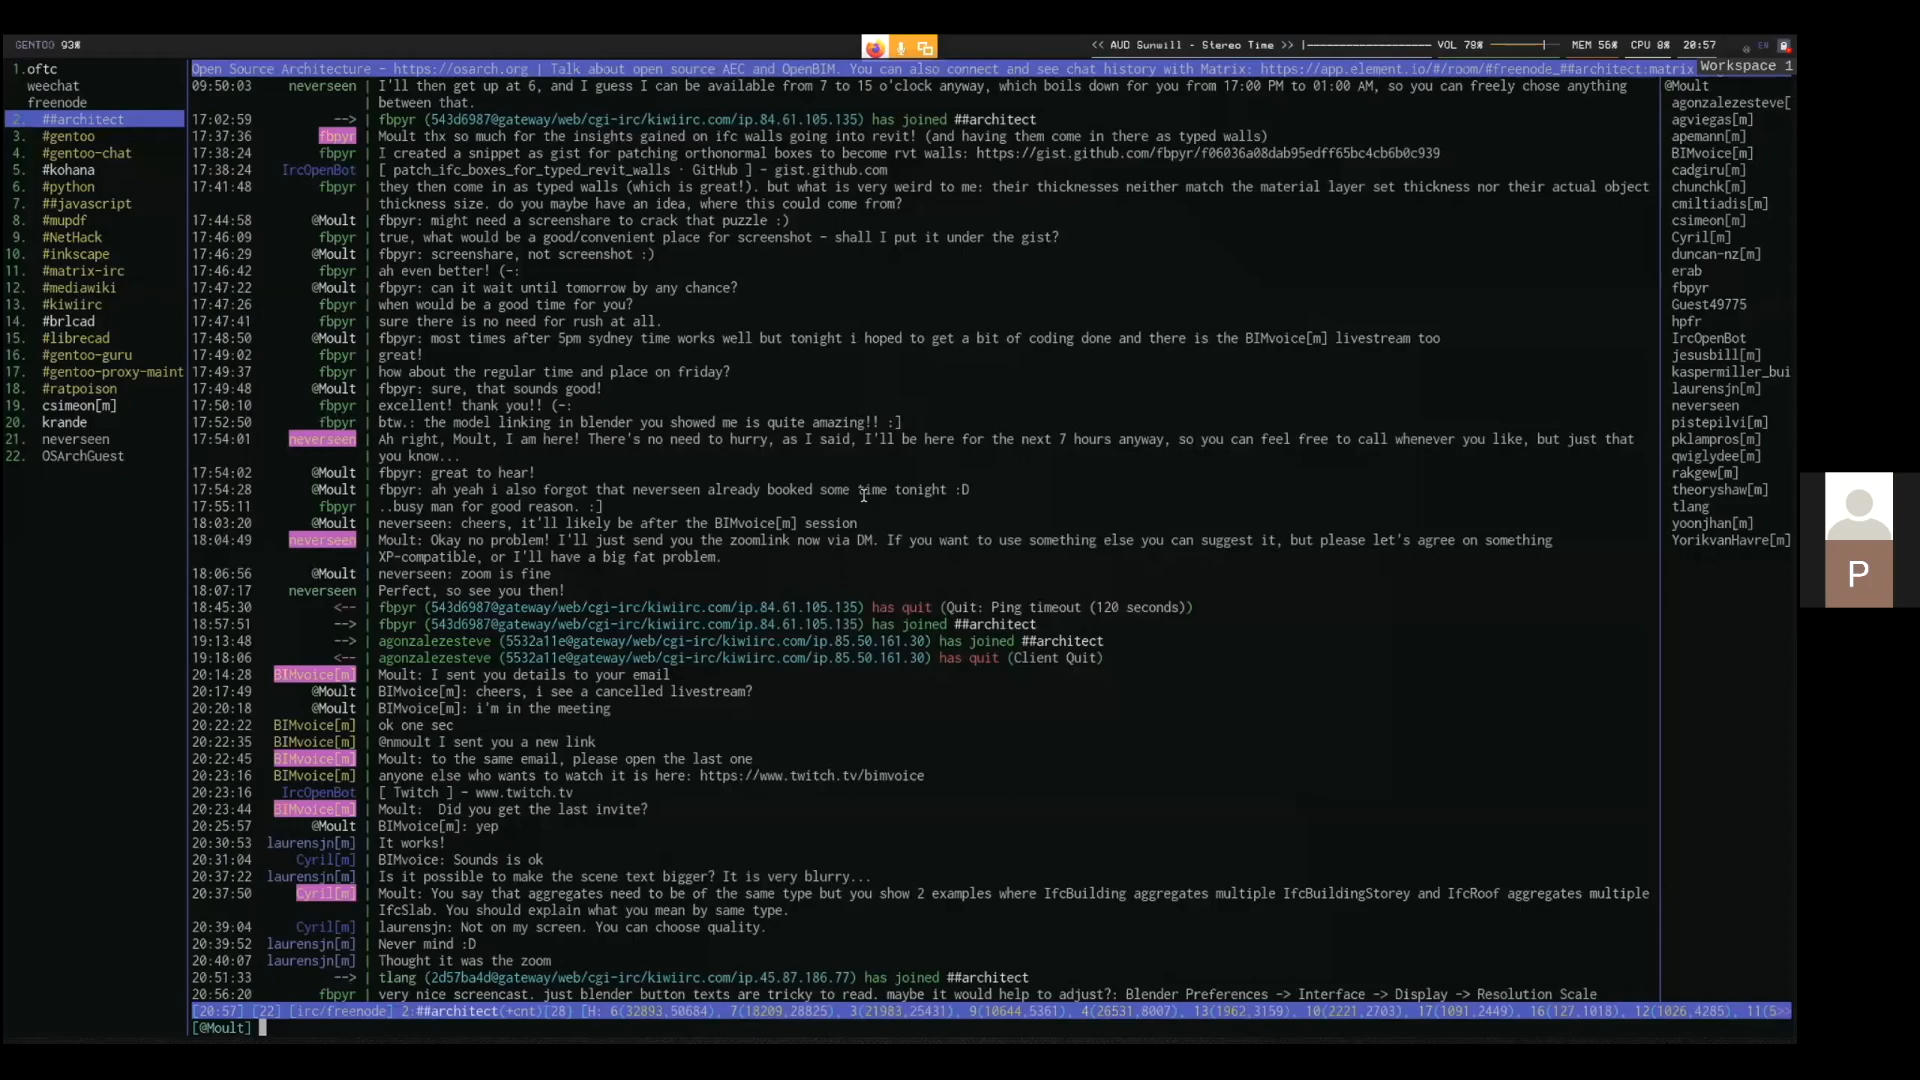 GENTOO 93% << AUD Sunwill - Stereo Time >> VOL 78% MEM 56% CPU 8% 20:57 EN
Workspace 1
1.oftc
weechat
freenode
2. ##architect
3. #gentoo
4. #gentoo-chat
5. #kohana
6. #python
7. ##javascript
8. #mupdf
9. #NetHack
10. #inkscape
11. #matrix-irc
12. #mediawiki
13. #kiwiirc
14. #brlcad
15. #librecad
16. #gentoo-guru
17. #gentoo-proxy-maint
18. #ratpoison
19. csimeon[m]
20. krande
21. neverseen
22. OSArchGuest
Open Source Architecture - https://osarch.org | Talk about open source AEC and OpenBIM. You can also connect and see chat history with Matrix: https://app.element.io/#/room/#freenode_##architect:matrix
09:50:03 neverseen | I'll then get up at 6, and I guess I can be available from 7 to 15 o'clock anyway, which boils down for you from 17:00 PM to 01:00 AM, so you can freely chose anything
| between that.
17:02:59 --> | fbpyr (543d6987@gateway/web/cgi-irc/kiwiirc.com/ip.84.61.105.135) has joined ##architect
17:37:36 fbpyr | Moult thx so much for the insights gained on ifc walls going into revit! (and having them come in there as typed walls)
17:38:24 fbpyr | I created a snippet as gist for patching orthonormal boxes to become rvt walls: https://gist.github.com/fbpyr/f06036a08dab95edff65bc4cb6b0c939
17:38:24 IrcOpenBot | [ patch_ifc_boxes_for_typed_revit_walls · GitHub ] - gist.github.com
17:41:48 fbpyr | they then come in as typed walls (which is great!). but what is very weird to me: their thicknesses neither match the material layer set thickness nor their actual object
| thickness size. do you maybe have an idea, where this could come from?
17:44:58 @Moult | fbpyr: might need a screenshare to crack that puzzle :)
17:46:09 fbpyr | true, what would be a good/convenient place for screenshot - shall I put it under the gist?
17:46:29 @Moult | fbpyr: screenshare, not screenshot :)
17:46:42 fbpyr | ah even better! (-:
17:47:22 @Moult | fbpyr: can it wait until tomorrow by any chance?
17:47:26 fbpyr | when would be a good time for you?
17:47:41 fbpyr | sure there is no need for rush at all.
17:48:50 @Moult | fbpyr: most times after 5pm sydney time works well but tonight i hoped to get a bit of coding done and there is the BIMvoice[m] livestream too
17:49:02 fbpyr | great!
17:49:37 fbpyr | how about the regular time and place on friday?
17:49:48 @Moult | fbpyr: sure, that sounds good!
17:50:10 fbpyr | excellent! thank you!! (-:
17:52:50 fbpyr | btw.: the model linking in blender you showed me is quite amazing!! :]
17:54:01 neverseen | Ah right, Moult, I am here! There's no need to hurry, as I said, I'll be here for the next 7 hours anyway, so you can feel free to call whenever you like, but just that
| you know...
17:54:02 @Moult | fbpyr: great to hear!
17:54:28 @Moult | fbpyr: ah yeah i also forgot that neverseen already booked some time tonight :D
17:55:11 fbpyr | ..busy man for good reason. :]
18:03:20 @Moult | neverseen: cheers, it'll likely be after the BIMvoice[m] session
18:04:49 neverseen | Moult: Okay no problem! I'll just send you the zoomlink now via DM. If you want to use something else you can suggest it, but please let's agree on something
| XP-compatible, or I'll have a big fat problem.
18:06:56 @Moult | neverseen: zoom is fine
18:07:17 neverseen | Perfect, so see you then!
18:45:30 <-- | fbpyr (543d6987@gateway/web/cgi-irc/kiwiirc.com/ip.84.61.105.135) has quit (Quit: Ping timeout (120 seconds))
18:57:51 --> | fbpyr (543d6987@gateway/web/cgi-irc/kiwiirc.com/ip.84.61.105.135) has joined ##architect
19:13:48 --> | agonzalezesteve (5532a11e@gateway/web/cgi-irc/kiwiirc.com/ip.85.50.161.30) has joined ##architect
19:18:06 <-- | agonzalezesteve (5532a11e@gateway/web/cgi-irc/kiwiirc.com/ip.85.50.161.30) has quit (Client Quit)
20:14:28 BIMvoice[m] | Moult: I sent you details to your email
20:17:49 @Moult | BIMvoice[m]: cheers, i see a cancelled livestream?
20:20:18 @Moult | BIMvoice[m]: i'm in the meeting
20:22:22 BIMvoice[m] | ok one sec
20:22:35 BIMvoice[m] | @nmoult I sent you a new link
20:22:45 BIMvoice[m] | Moult: to the same email, please open the last one
20:23:16 BIMvoice[m] | anyone else who wants to watch it is here: https://www.twitch.tv/bimvoice
20:23:16 IrcOpenBot | [ Twitch ] - www.twitch.tv
20:23:44 BIMvoice[m] | Moult: Did you get the last invite?
20:25:57 @Moult | BIMvoice[m]: yep
20:30:53 laurensjn[m] | It works!
20:31:04 Cyril[m] | BIMvoice: Sounds is ok
20:37:22 laurensjn[m] | Is it possible to make the scene text bigger? It is very blurry...
20:37:50 Cyril[m] | Moult: You say that aggregates need to be of the same type but you show 2 examples where IfcBuilding aggregates multiple IfcBuildingStorey and IfcRoof aggregates multiple
| IfcSlab. You should explain what you mean by same type.
20:39:04 Cyril[m] | laurensjn: Not on my screen. You can choose quality.
20:39:52 laurensjn[m] | Never mind :D
20:40:07 laurensjn[m] | Thought it was the zoom
20:51:33 --> | tlang (2d57ba4d@gateway/web/cgi-irc/kiwiirc.com/ip.45.87.186.77) has joined ##architect
20:56:20 fbpyr | very nice screencast. just blender button texts are tricky to read. maybe it would help to adjust?: Blender Preferences -> Interface -> Display -> Resolution Scale
[20:57] [22] [irc/freenode] 2:##architect(+cnt)[28] [H: 6(32893,50684), 7(18209,28825), 3(21983,25431), 9(10644,5361), 4(26531,8007), 13(1962,3159), 10(2221,2703), 17(1091,2449), 16(127,1018), 12(1026,4285), 11(5>>
[@Moult]
@Moult
agonzalezesteve[
agviegas[m]
apemann[m]
BIMvoice[m]
cadgiru[m]
chunchk[m]
cmiltiadis[m]
csimeon[m]
Cyril[m]
duncan-nz[m]
erab
fbpyr
Guest49775
hpfr
IrcOpenBot
jesusbill[m]
kaspermiller_bui
laurensjn[m]
neverseen
pistepilvi[m]
pklampros[m]
qwiglydee[m]
rakgew[m]
theoryshaw[m]
tlang
yoonjhan[m]
YorikvanHavre[m]
P